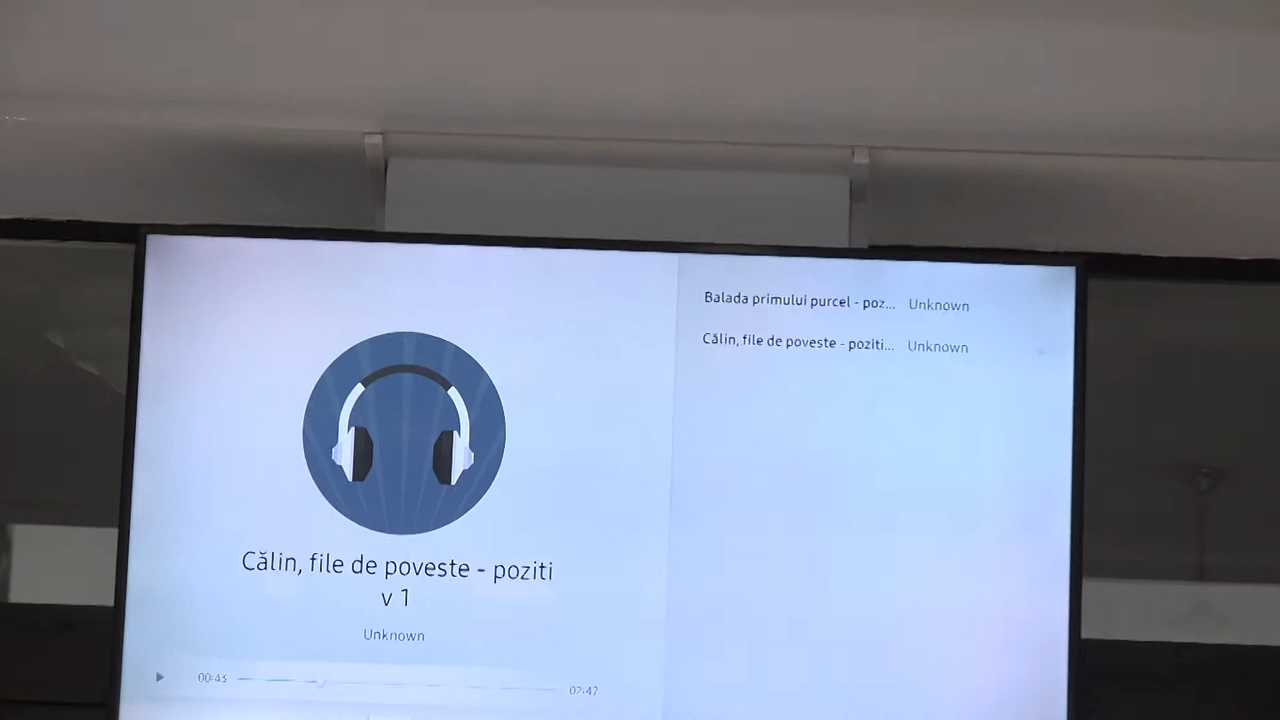 Balada primului purcel - poz... Unknown
Călin, file de poveste - poziti... Unknown
Călin, file de poveste - poziti
v 1
Unknown
00:43 02:47